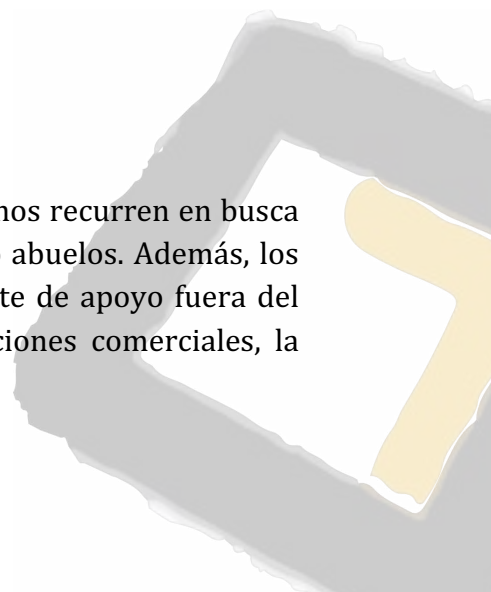 nos recurren en busca
o abuelos. Además, los
te de apoyo fuera del
ciones comerciales, la